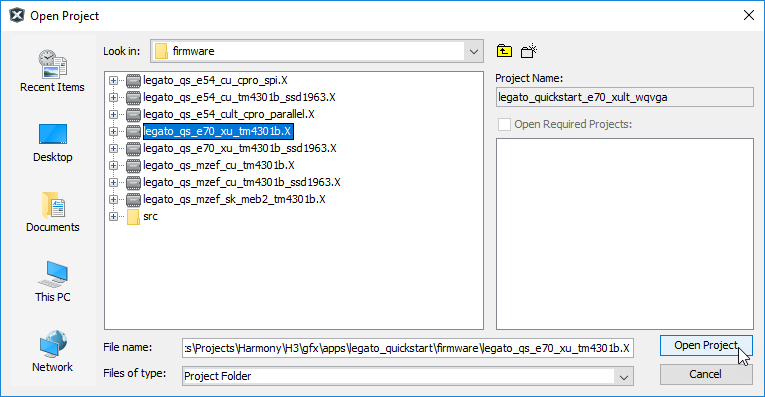 Open Project
Look in:
firmware
Recent Items
Desktop
Documents
This PC
Network
legato_qs_e54_cu_cpro_spi.X
legato_qs_e54_cu_tm4301b_ssd1963.X
legato_qs_e54_cult_cpro_parallel.X
legato_qs_e70_xu_tm4301b.X
legato_qs_e70_xu_tm4301b_ssd1963.X
legato_qs_mzef_cu_tm4301b.X
legato_qs_mzef_cu_tm4301b_ssd1963.X
legato_qs_mzef_sk_meb2_tm4301b.X
src
Project Name:
legato_quickstart_e70_xult_wqvga
Open Required Projects:
File name:
:s\Projects\Harmony\H3\gfx\apps\legato_quickstart\firmware\legato_qs_e70_xu_tm4301b.X
Open Project
Files of type:
Project Folder
Cancel